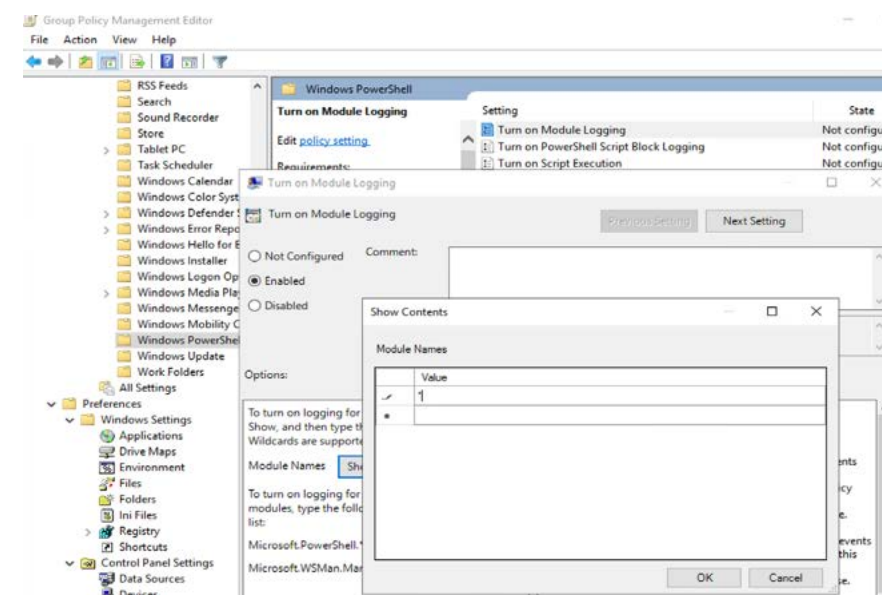 Group Policy Management Editor
File Action View Help
RSS Feeds
Search
Sound Recorder
Store
Tablet PC
Task Scheduler
Windows Calendar
Windows Color Syst
Windows Defender
Windows Error Repo
Windows Hello for B
Windows Installer
Windows Logon Op
Windows Media Pla
Windows Messenge
Windows Mobility C
Windows PowerShe
Windows Update
Work Folders
All Settings
Preferences
Windows Settings
Applications
Drive Maps
Environment
Files
Folders
Ini Files
Registry
Shortcuts
Control Panel Settings
Data Sources
Devices
Windows PowerShell
Turn on Module Logging
Edit policy setting
Requirements:
Setting State
Turn on Module Logging Not configu
Turn on PowerShell Script Block Logging Not configu
Turn on Script Execution Not configu
Turn on Module Logging
Turn on Module Logging
Previous Setting Next Setting
Not Configured
Enabled
Disabled
Comment:
Options:
To turn on logging for
Show, and then type th
Wildcards are supporte
Module Names Sho
To turn on logging for
modules, type the follo
list:
Microsoft.PowerShell.*
Microsoft.WSMan.Man
Show Contents
Module Names
Value
*
OK Cancel
ents
icy
e.
events
this
se.